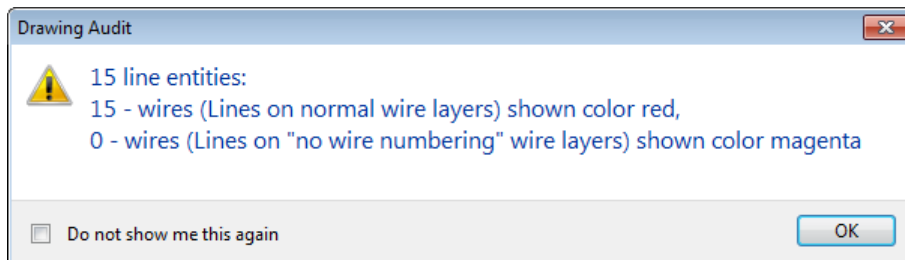 Drawing Audit
15 line entities:
15 - wires (Lines on normal wire layers) shown color red,
0 - wires (Lines on "no wire numbering" wire layers) shown color magenta
Do not show me this again
OK